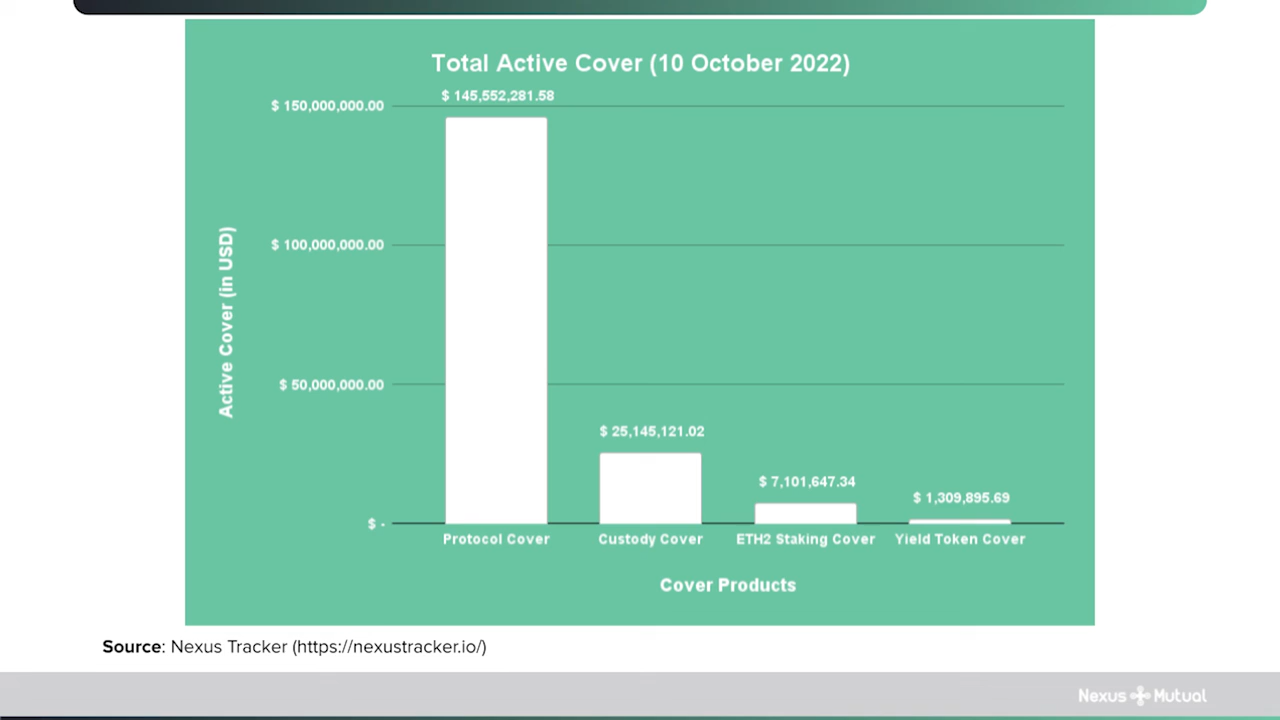 Total Active Cover (10 October 2022)
$ 145,552,281.58
$ 150,000,000.00
$ 100,000,000.00
$ 50,000,000.00
$ 25,145,121.02
$ 7,101,647.34
$ 1,309,895.69
$ -
Active Cover (in USD)
Protocol Cover
Custody Cover
ETH2 Staking Cover
Yield Token Cover
Cover Products
Source: Nexus Tracker (https://nexustracker.io/)
Nexus Mutual